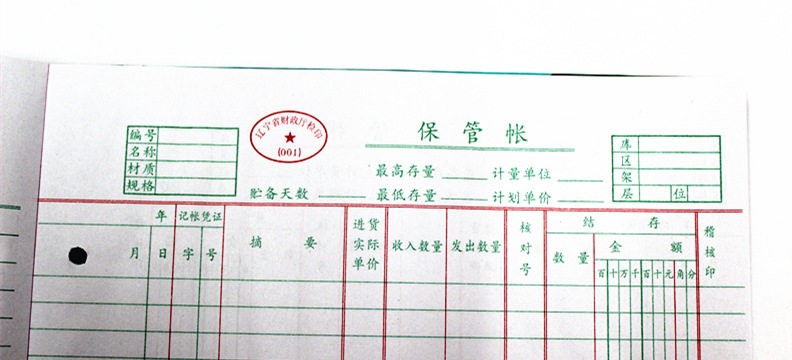 保管帐
编号
名称
材质
规格
辽宁省财政厅检印
(001)
库
区
架
层 位
最高存量 计量单位
贮备天数 最低存量 计划单价
年 记帐凭证 摘要 进货实际单价 收入数量 发出数量 核对号 结存 稽核印
月 日 字 号 数量 金额
百十万千百十元角分